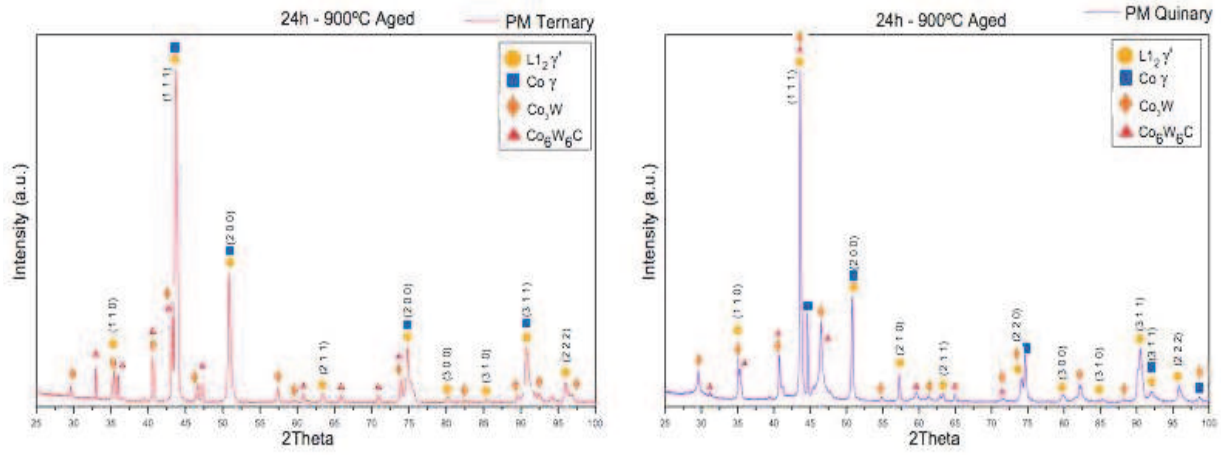 24h - 900ºC Aged
PM Ternary
L1₂ γ'
Co γ
Co₃W
Co₆W₆C
(1 1 1)
(1 1 0)
(2 0 0)
(2 1 1)
(2 0 0)
(3 0 0)
(3 1 0)
(3 1 1)
(2 2 2)
Intensity (a.u.)
25 30 35 40 45 50 55 60 65 70 75 80 85 90 95 100
2Theta
24h - 900ºC Aged
PM Quinary
L1₂ γ'
Co γ
Co₃W
Co₆W₆C
(1 1 1)
(1 1 0)
(2 0 0)
(2 1 0)
(2 1 1)
(2 2 0)
(3 0 0)
(3 1 0)
(3 1 1)
(3 1 1)
(2 2 2)
Intensity (a.u.)
25 30 35 40 45 50 55 60 65 70 75 80 85 90 95 100
2Theta